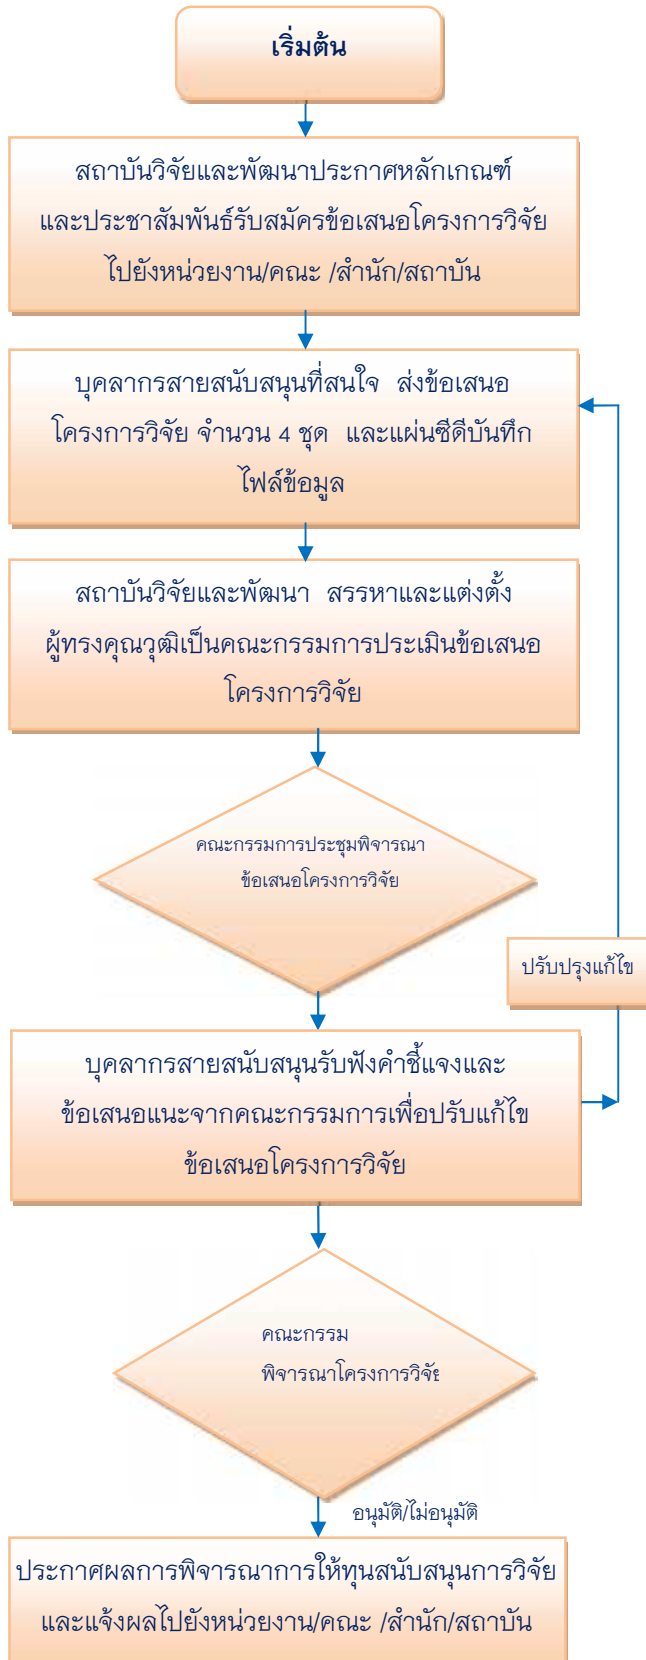 เริ่มต้น
สถาบันวิจัยและพัฒนาประกาศหลักเกณฑ์
และประชาสัมพันธ์รับสมัครข้อเสนอโครงการวิจัย
ไปยังหน่วยงาน/คณะ /สำนัก/สถาบัน
บุคลากรสายสนับสนุนที่สนใจ ส่งข้อเสนอ
โครงการวิจัย จำนวน 4 ชุด และแผ่นซีดีบันทึก
ไฟล์ข้อมูล
สถาบันวิจัยและพัฒนา สรรหาและแต่งตั้ง
ผู้ทรงคุณวุฒิเป็นคณะกรรมการประเมินข้อเสนอ
โครงการวิจัย
คณะกรรมการประชุมพิจารณา
ข้อเสนอโครงการวิจัย
ปรับปรุงแก้ไข
บุคลากรสายสนับสนุนรับฟังคำชี้แจงและ
ข้อเสนอแนะจากคณะกรรมการเพื่อปรับแก้ไข
ข้อเสนอโครงการวิจัย
คณะกรรม
พิจารณาโครงการวิจัย
อนุมัติ/ไม่อนุมัติ
ประกาศผลการพิจารณาการให้ทุนสนับสนุนการวิจัย
และแจ้งผลไปยังหน่วยงาน/คณะ /สำนัก/สถาบัน